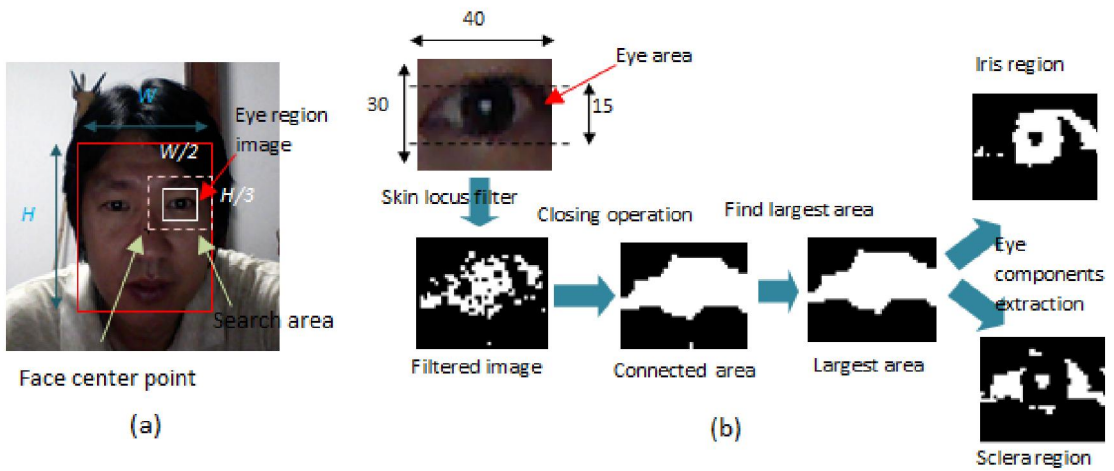 W
Eye region
image
W/2
H/3
H
Search area
Face center point
(a)
40
Eye area
30
15
Skin locus filter
Closing operation
Find largest area
Iris region
Eye
components
extraction
Filtered image
Connected area
Largest area
Sclera region
(b)